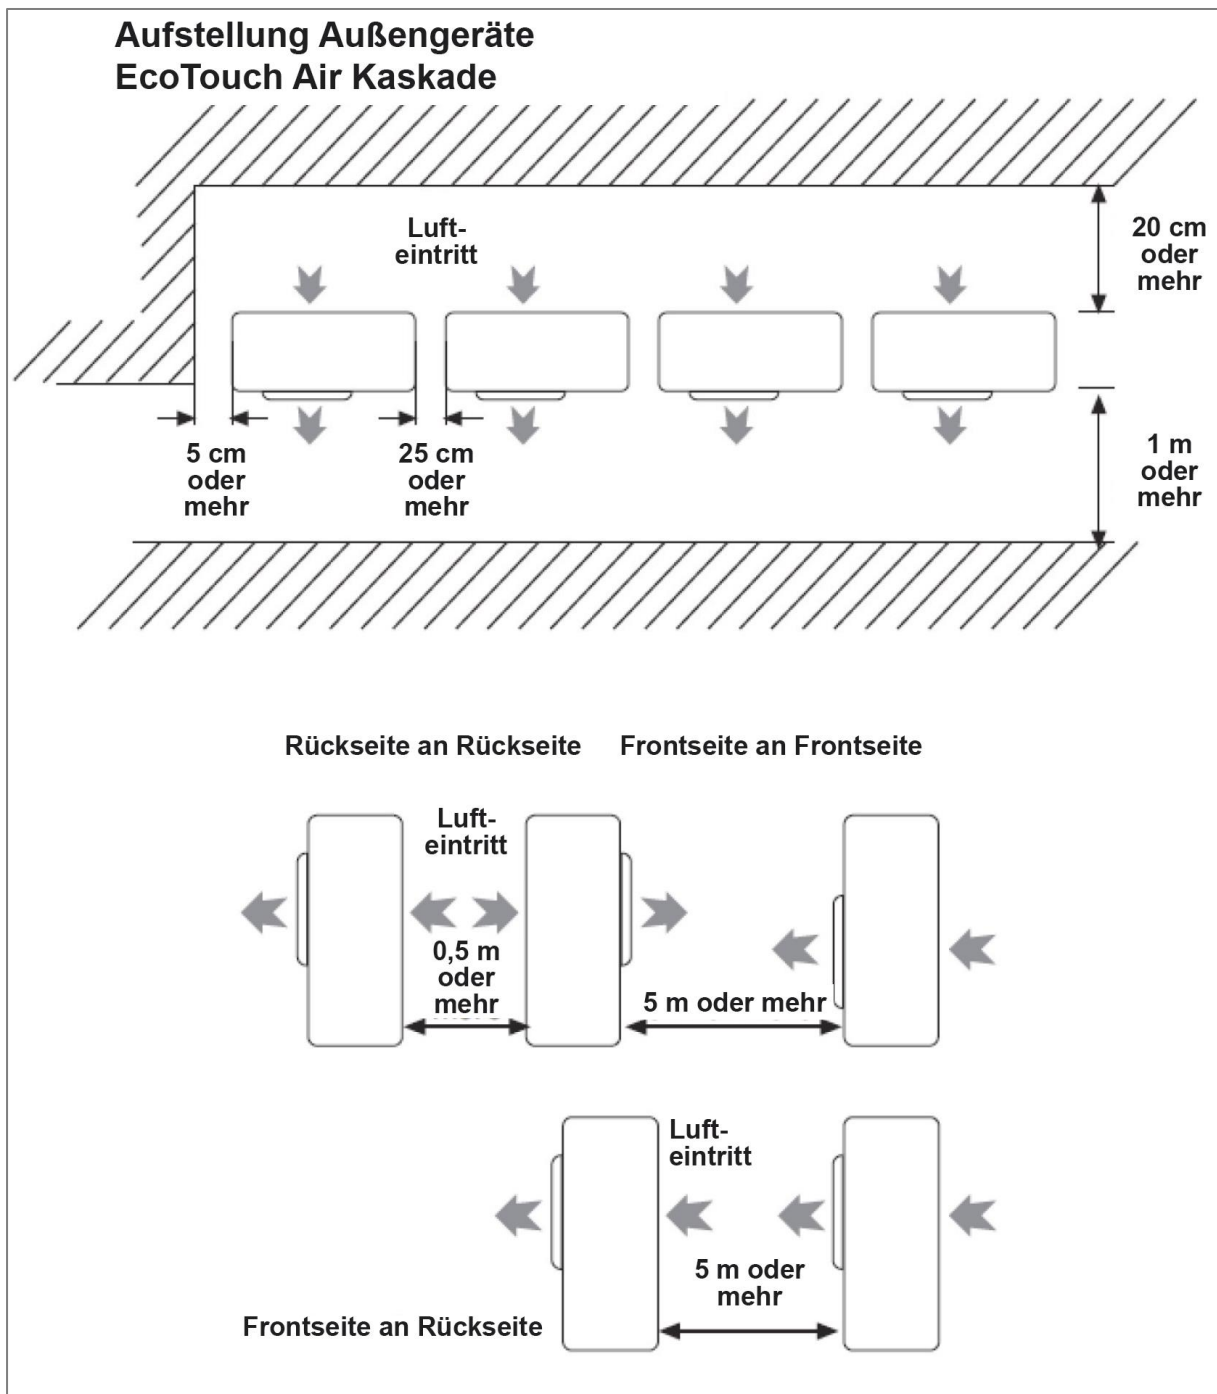 Aufstellung Außengeräte
EcoTouch Air Kaskade
Luft-
eintritt
20 cm
oder
mehr
5 cm
oder
mehr
25 cm
oder
mehr
1 m
oder
mehr
Rückseite an Rückseite
Frontseite an Frontseite
Luft-
eintritt
0,5 m
oder
mehr
5 m oder mehr
Luft-
eintritt
5 m oder
mehr
Frontseite an Rückseite